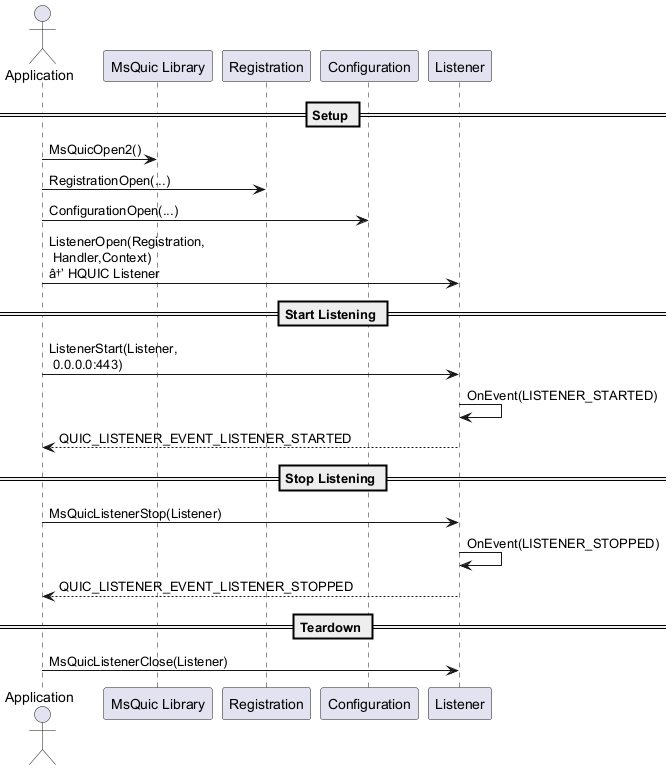 Application
MsQuic Library
Registration
Configuration
Listener
Setup
MsQuicOpen2()
RegistrationOpen(...)
ConfigurationOpen(...)
ListenerOpen(Registration,
Handler,Context)
â†’ HQUIC Listener
Start Listening
ListenerStart(Listener,
0.0.0.0:443)
OnEvent(LISTENER_STARTED)
QUIC_LISTENER_EVENT_LISTENER_STARTED
Stop Listening
MsQuicListenerStop(Listener)
OnEvent(LISTENER_STOPPED)
QUIC_LISTENER_EVENT_LISTENER_STOPPED
Teardown
MsQuicListenerClose(Listener)
Application
MsQuic Library
Registration
Configuration
Listener